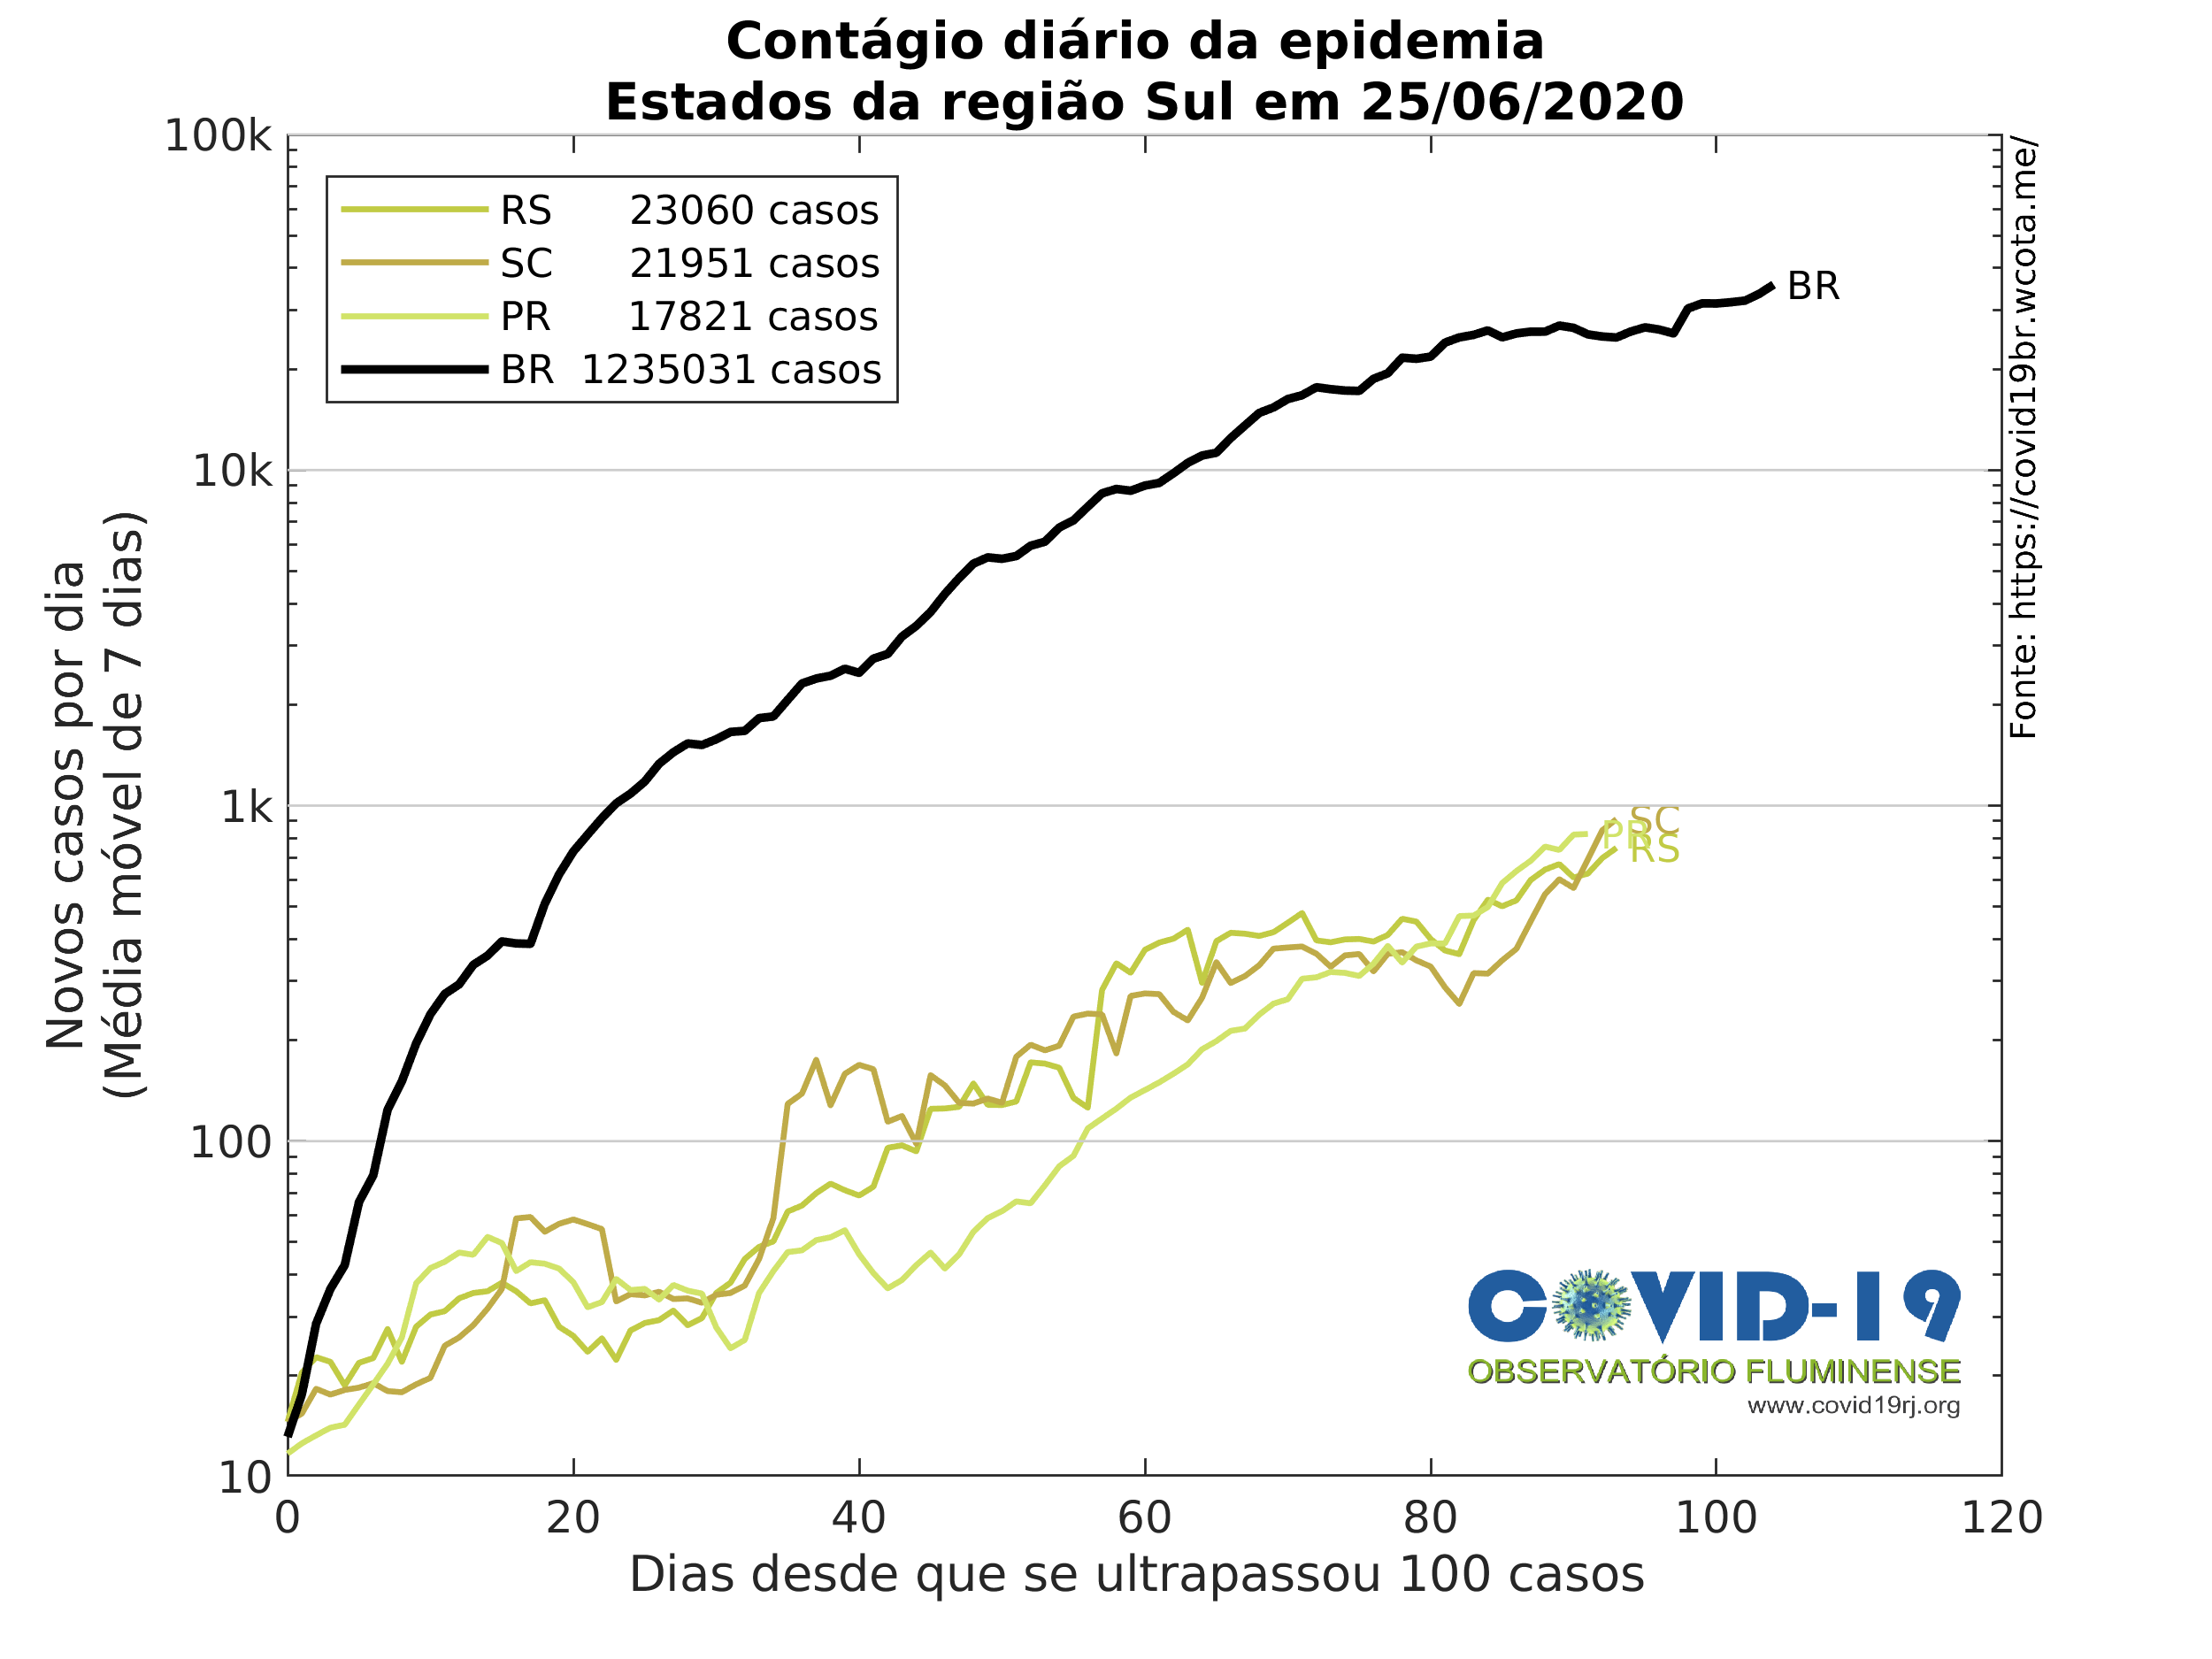 Contágio diário da epidemia
Estados da região Sul em 25/06/2020
100k
10k
1k
100
10
Novos casos por dia
(Média móvel de 7 dias)
RS 23060 casos
SC 21951 casos
PR 17821 casos
BR 1235031 casos
BR
SC
PR
RS
Fonte: https://covid19br.wcota.me/
COVID-19
OBSERVATÓRIO FLUMINENSE
www.covid19rj.org
0 20 40 60 80 100 120
Dias desde que se ultrapassou 100 casos